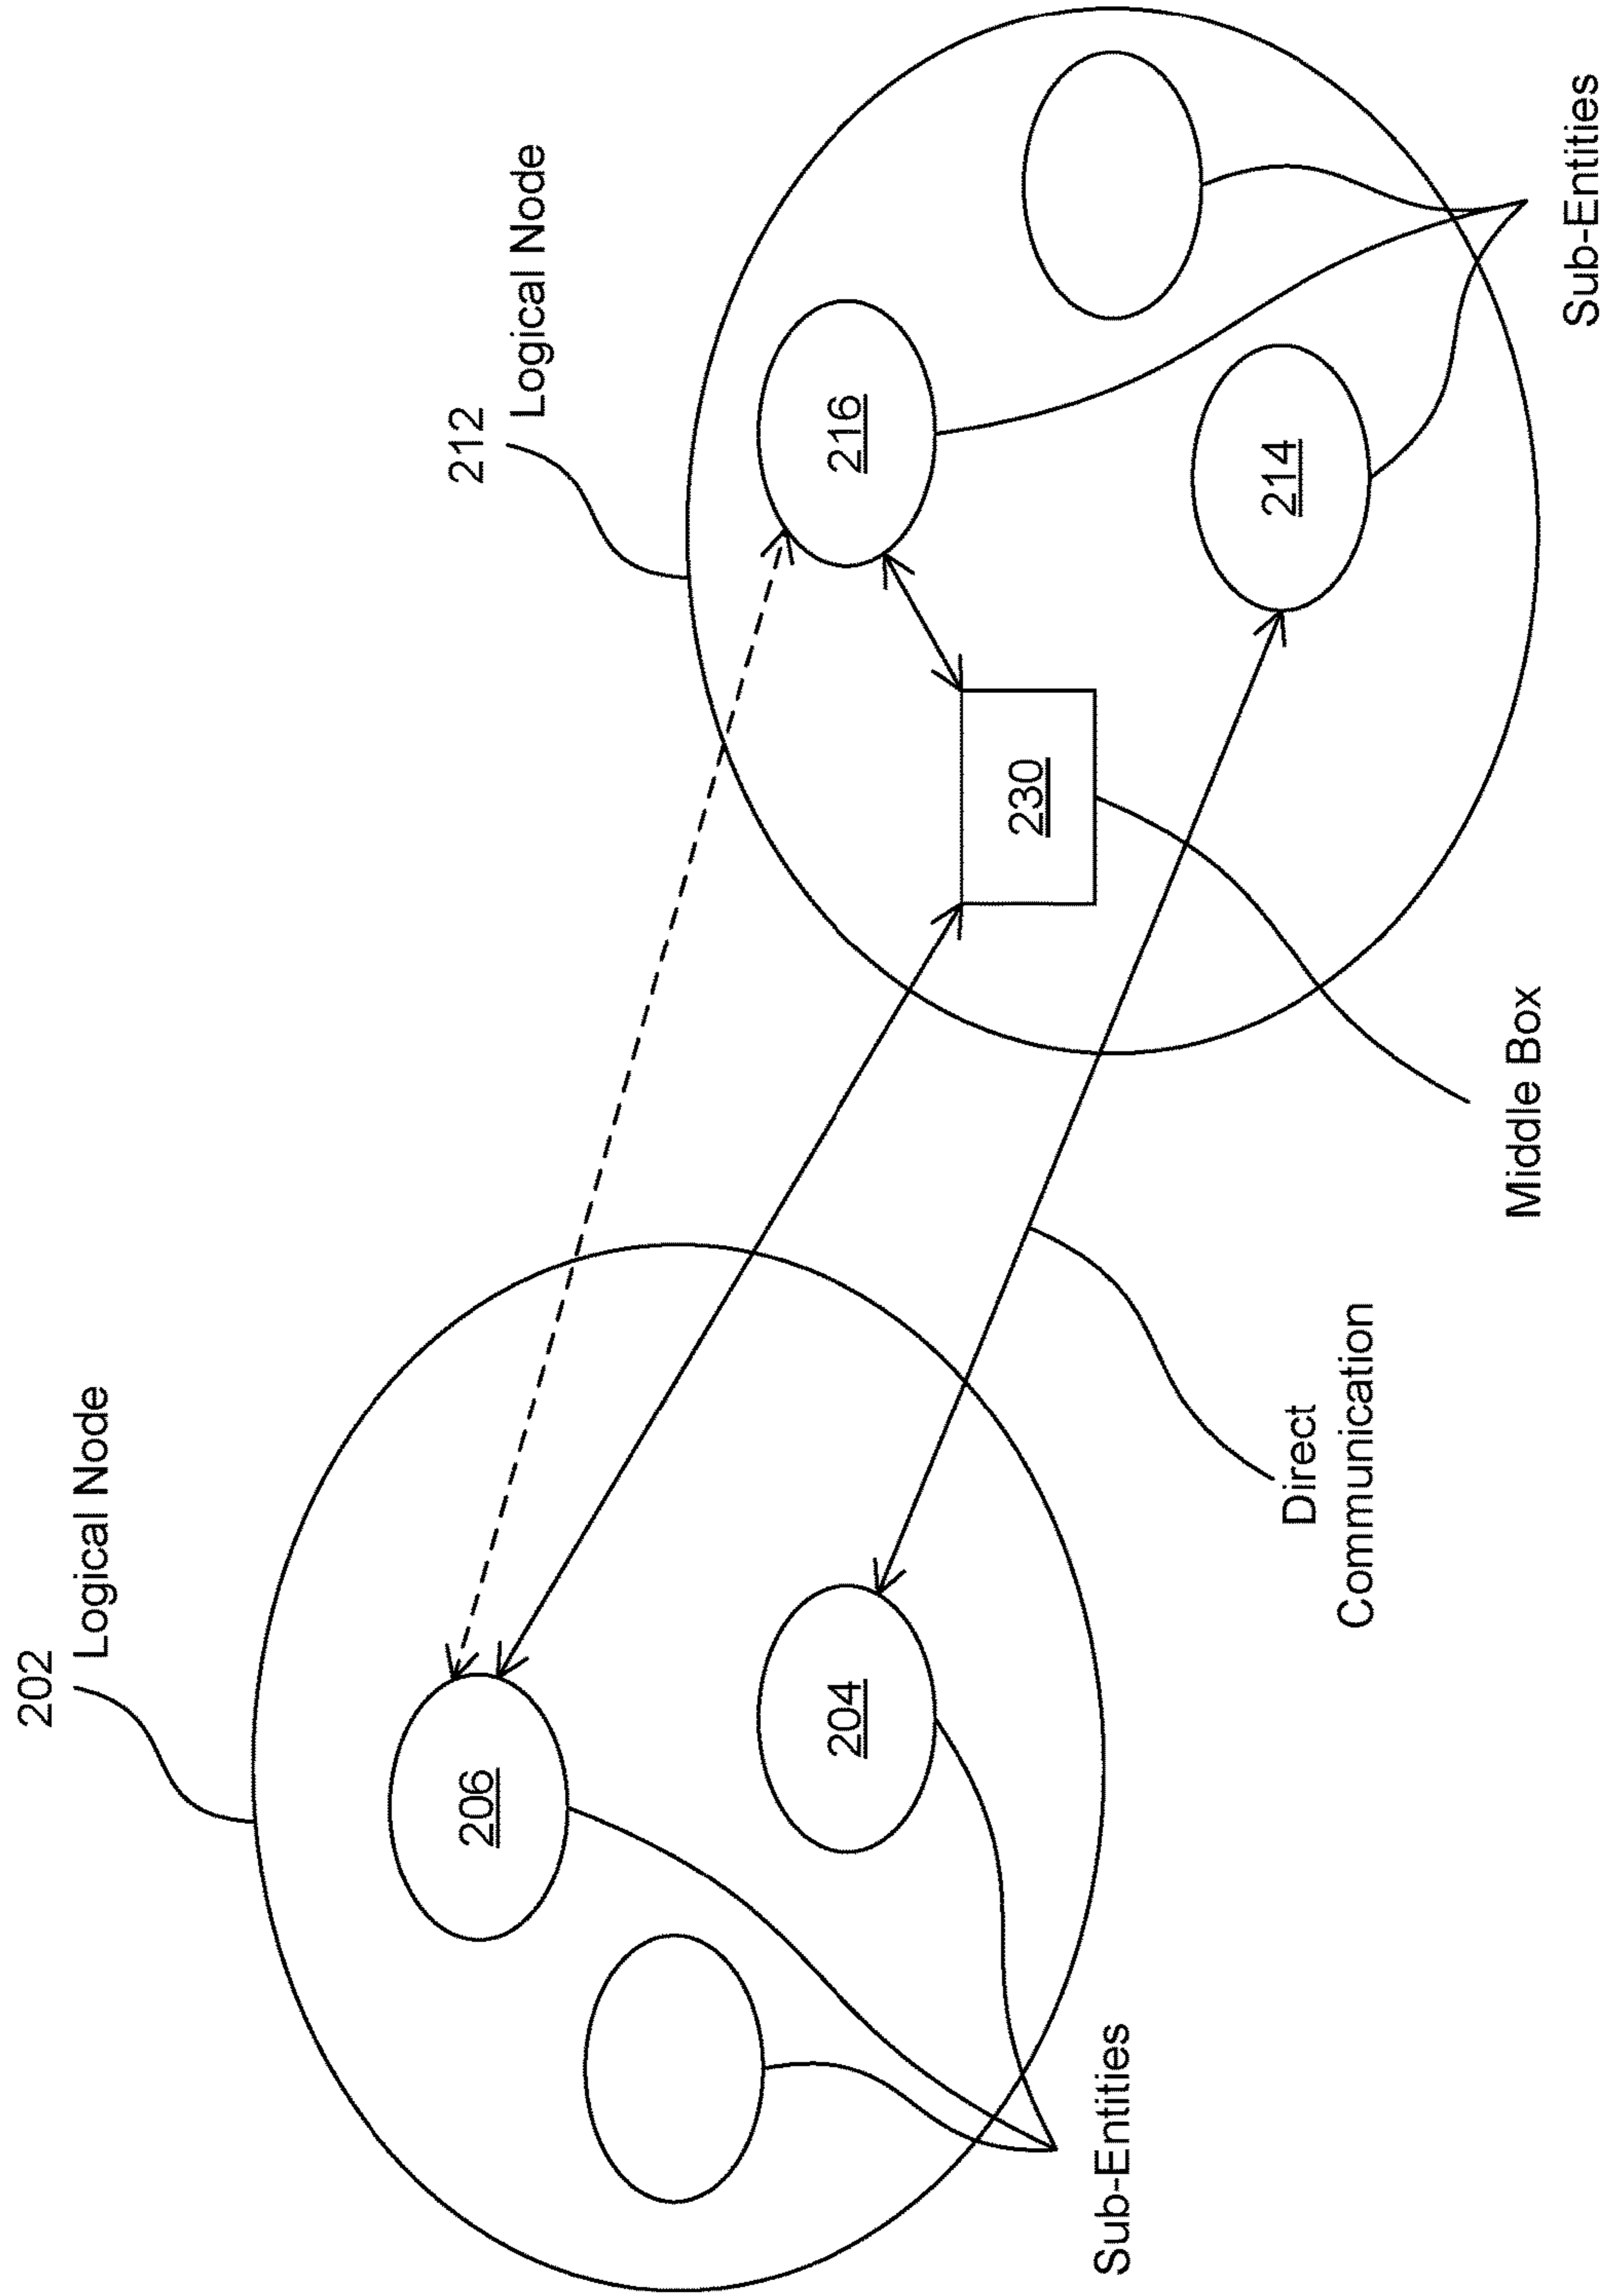 202
Logical Node
212
Logical Node
206
216
204
230
214
Direct
Communication
Sub-Entities
Middle Box
Sub-Entities